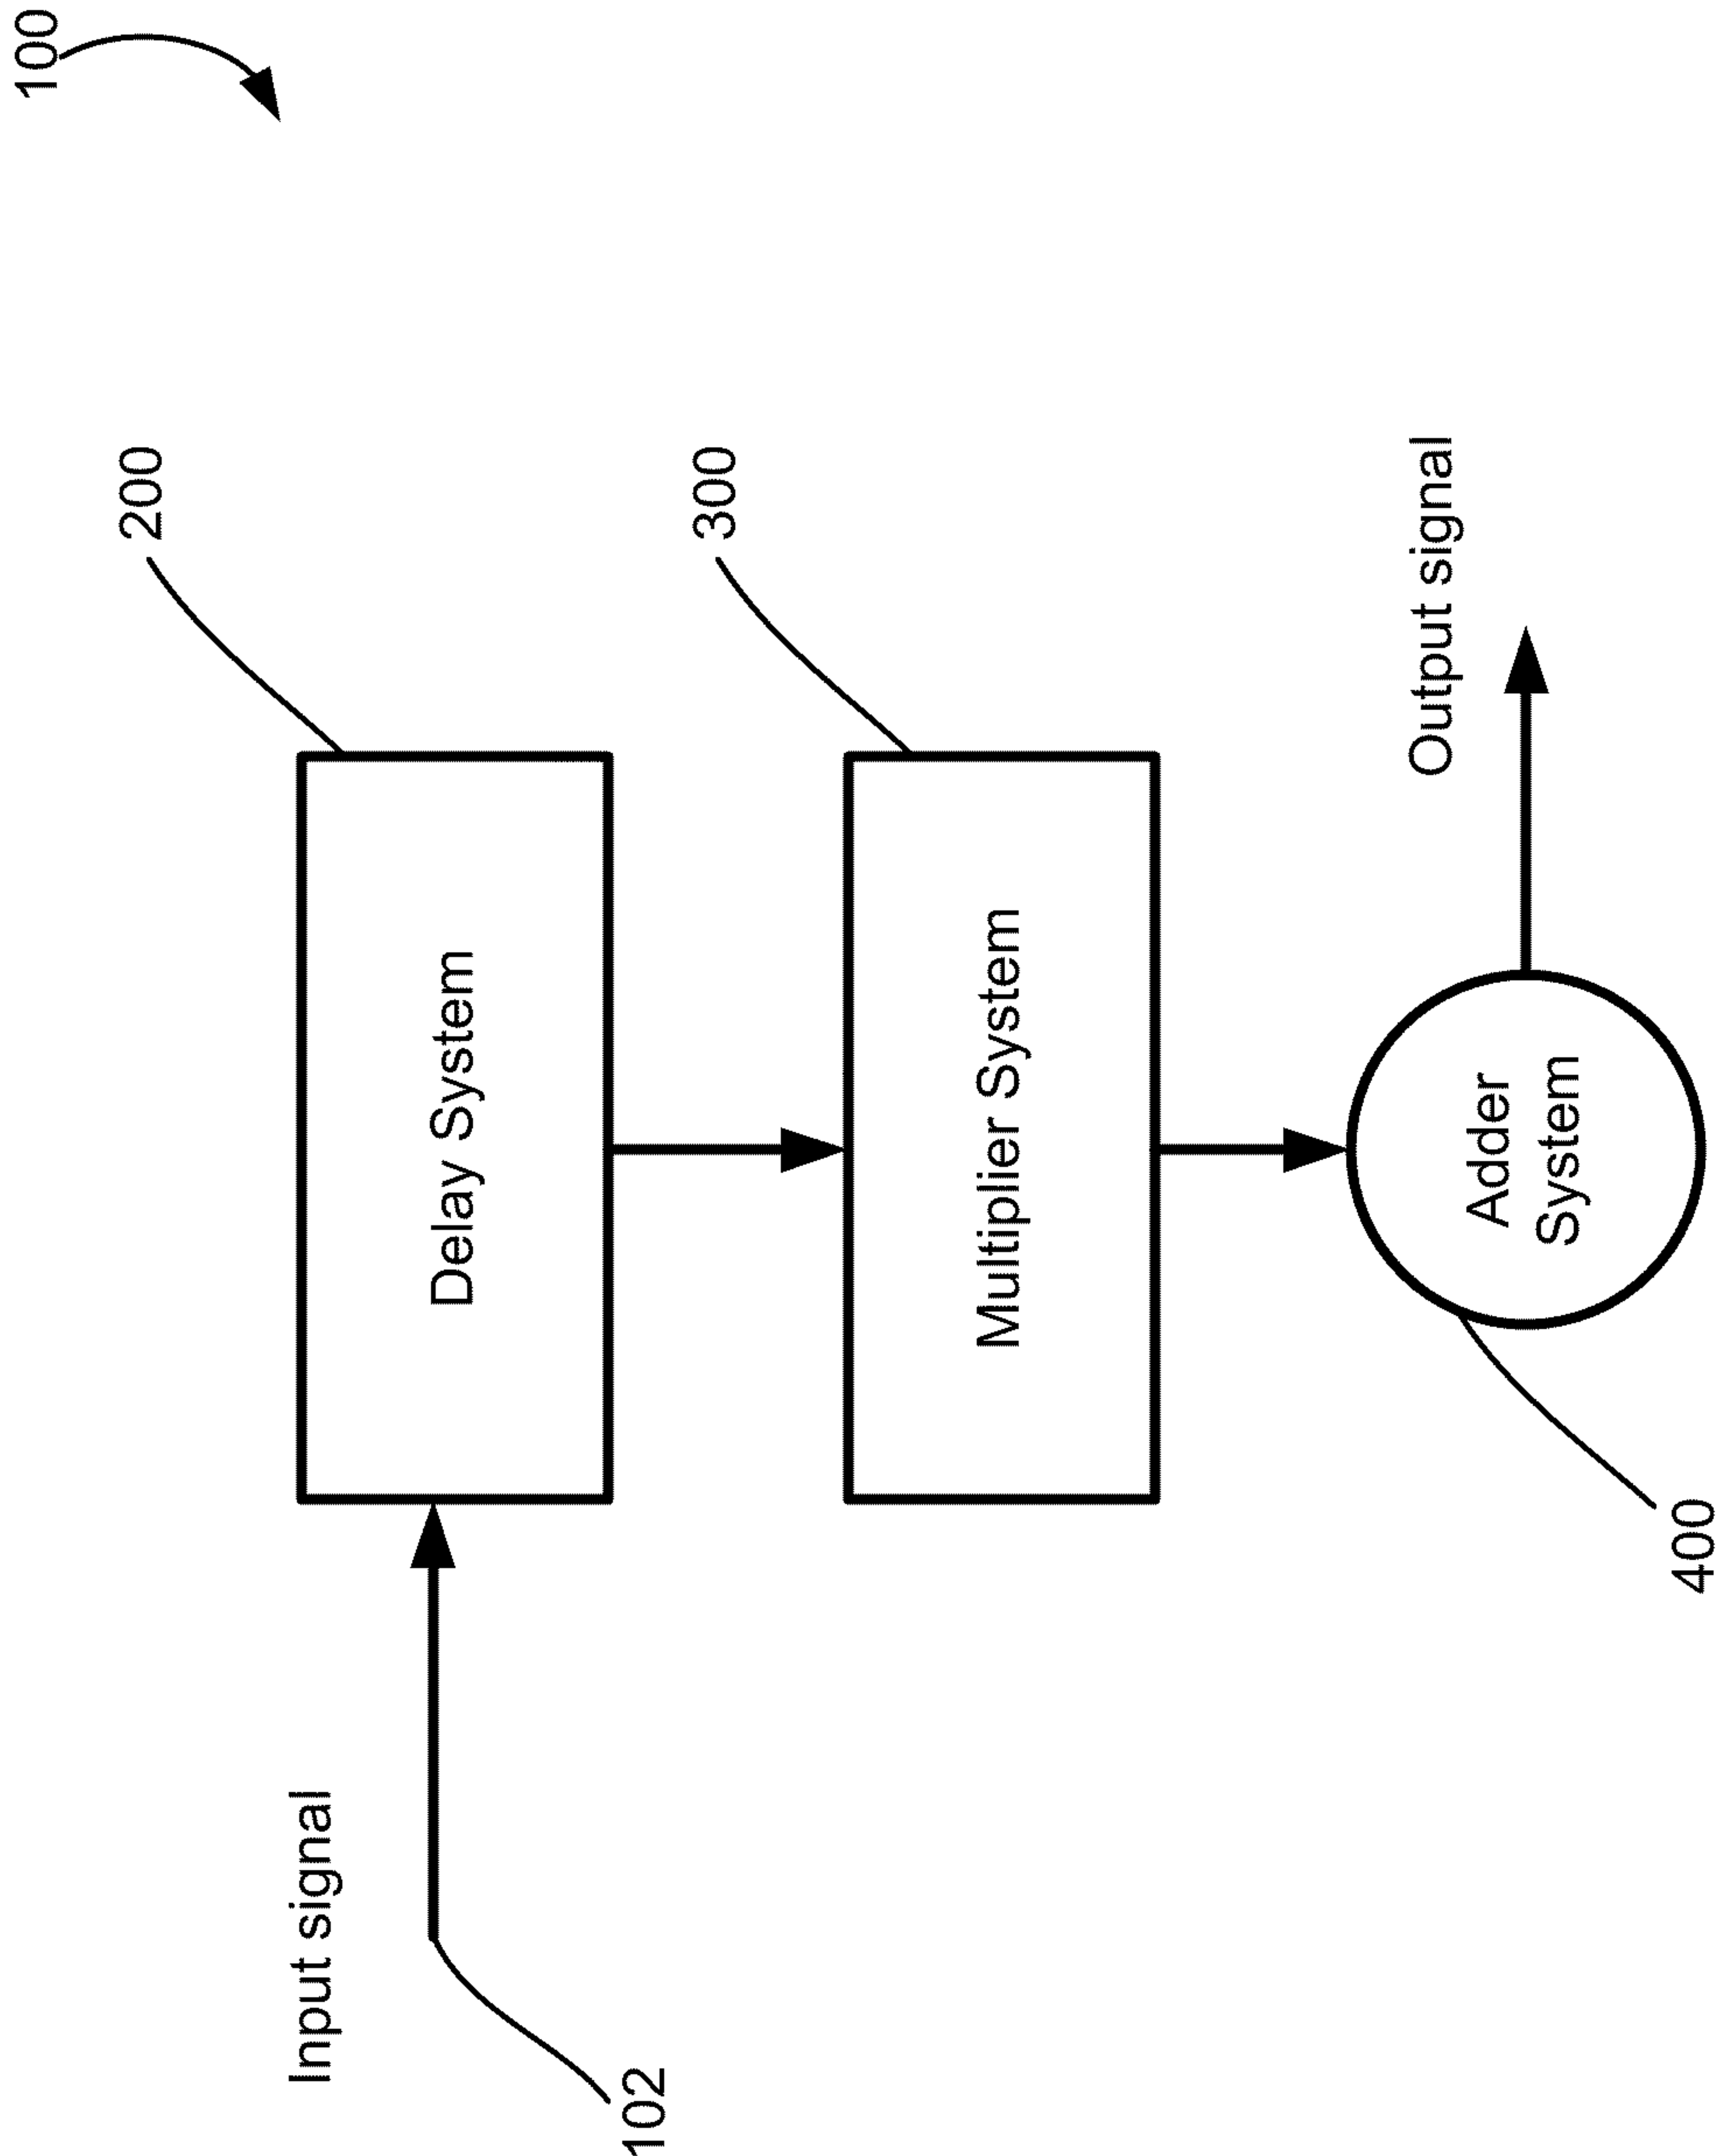 100
200
Input signal
Delay System
102
300
Multiplier System
Output signal
Adder
System
400